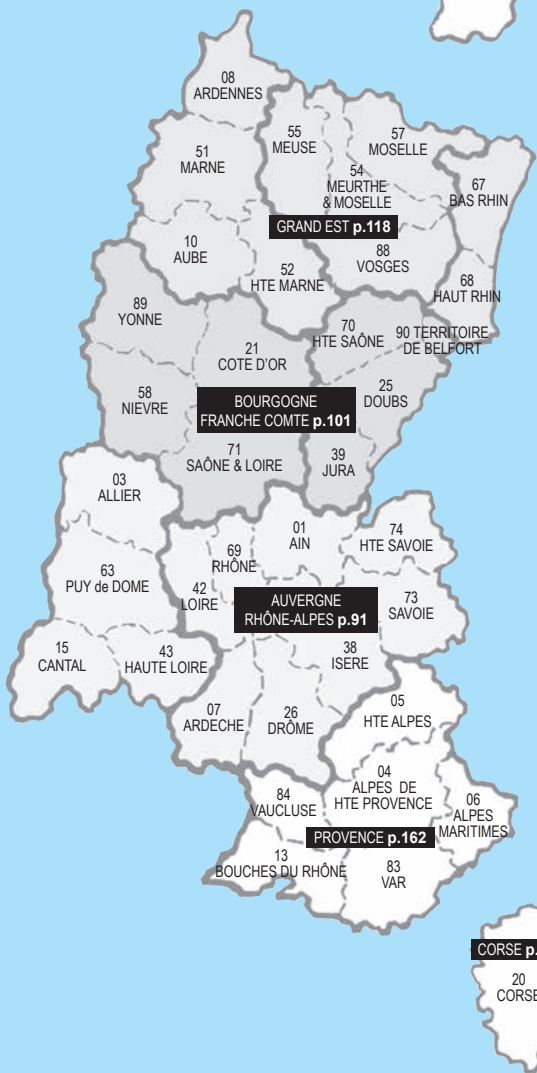 08
ARDENNES
55
MEUSE
57
MOSELLE
51
MARNE
54
MEURTHE
& MOSELLE
67
BAS RHIN
GRAND EST p.118
10
AUBE
88
VOSGES
52
HTE MARNE
68
HAUT RHIN
89
YONNE
70
HTE SAÔNE
90 TERRITOIRE
DE BELFORT
21
COTE D'OR
25
DOUBS
58
NIEVRE
BOURGOGNE
FRANCHE COMTE p.101
71
SAÔNE & LOIRE
39
JURA
03
ALLIER
01
AIN
74
HTE SAVOIE
69
RHÔNE
63
PUY de DOME
42
LOIRE
AUVERGNE
RHÔNE-ALPES p.91
73
SAVOIE
15
CANTAL
43
HAUTE LOIRE
38
ISERE
05
HTE ALPES
07
ARDECHE
26
DRÔME
04
ALPES DE
HTE PROVENCE
84
VAUCLUSE
06
ALPES
MARITIMES
PROVENCE p.162
13
BOUCHES DU RHÔNE
83
VAR
CORSE p.
20
CORSE